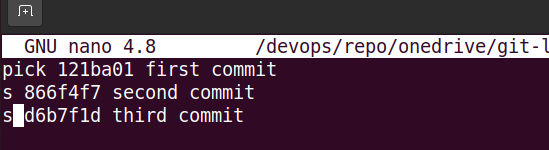 GNU nano 4.8 /devops/repo/onedrive/git-l
pick 121ba01 first commit
s 866f4f7 second commit
s d6b7f1d third commit